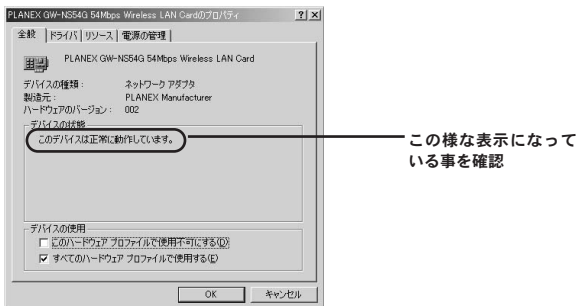 PLANEX GW-NS54G 54Mbps Wireless LAN Cardのプロパティ
全般 ドライバ リソース 電源の管理
PLANEX GW-NS54G 54Mbps Wireless LAN Card
デバイスの種類： ネットワーク アダプタ
製造元： PLANEX Manufacturer
ハードウェアのバージョン： 002
デバイスの状態
このデバイスは正常に動作しています。
この様な表示になって
いる事を確認
デバイスの使用
このハードウェア プロファイルで使用不可にする(D)
すべてのハードウェア プロファイルで使用する(E)
OK キャンセル